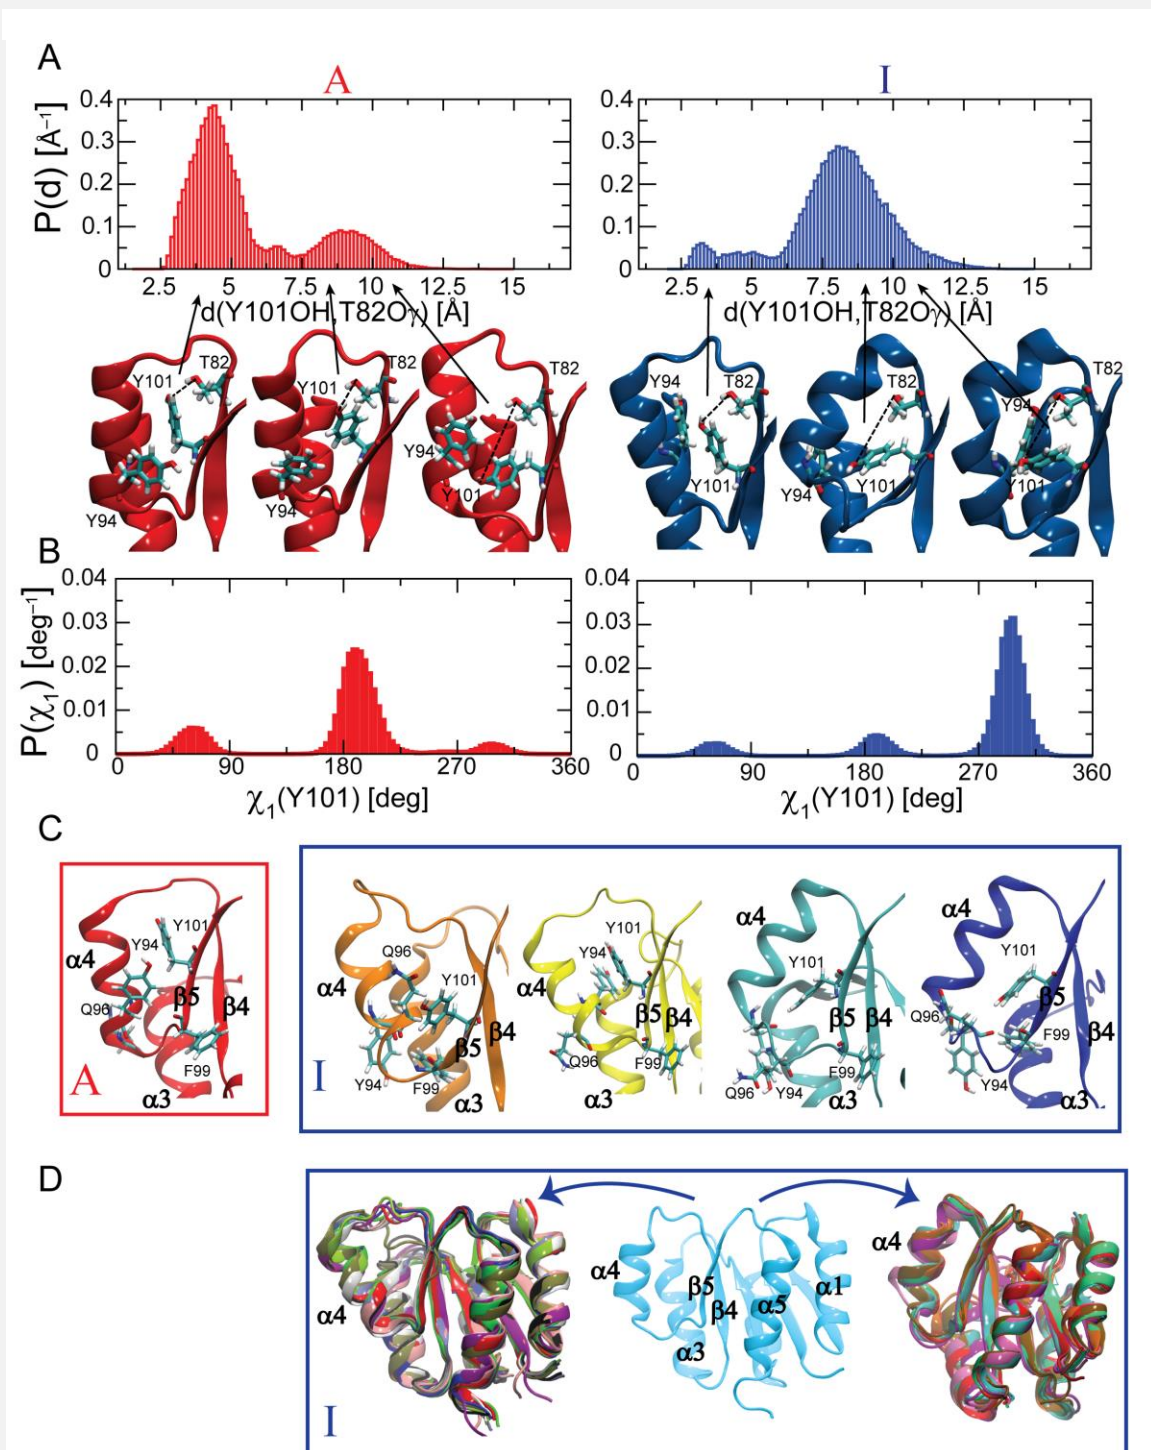 A
A
I
0.4
0.3
0.2
0.1
0
P(d) [Å⁻¹]
2.5 5 7.5 10 12.5 15
d(Y101OH,T82Oγ) [Å]
0.4
0.3
0.2
0.1
0
2.5 5 7.5 10 12.5 15
d(Y101OH,T82Oγ) [Å]
Y101 T82
Y94
Y101 T82
Y94
T82
Y94
Y101
Y94 T82
Y101
T82
Y94 Y101
T82
Y94
Y101
B
0.04
0.03
0.02
0.01
0
P(χ₁) [deg⁻¹]
0 90 180 270 360
χ₁(Y101) [deg]
0.04
0.03
0.02
0.01
0
0 90 180 270 360
χ₁(Y101) [deg]
C
Y101
Y94
α4
Q96
β5 β4
F99
A
α3
Q96
Y101
α4
β4
β5
I
Y94 F99
α3
Y101
Y94
α4
β5 β4
Q96 F99
α3
α4
Y101
β5 β4
F99
Q96 Y94 α3
α4
Y101
Q96
β5
F99 β4
Y94
α3
D
α4
α4
β5
β4 α5 α1
α3
α4
I